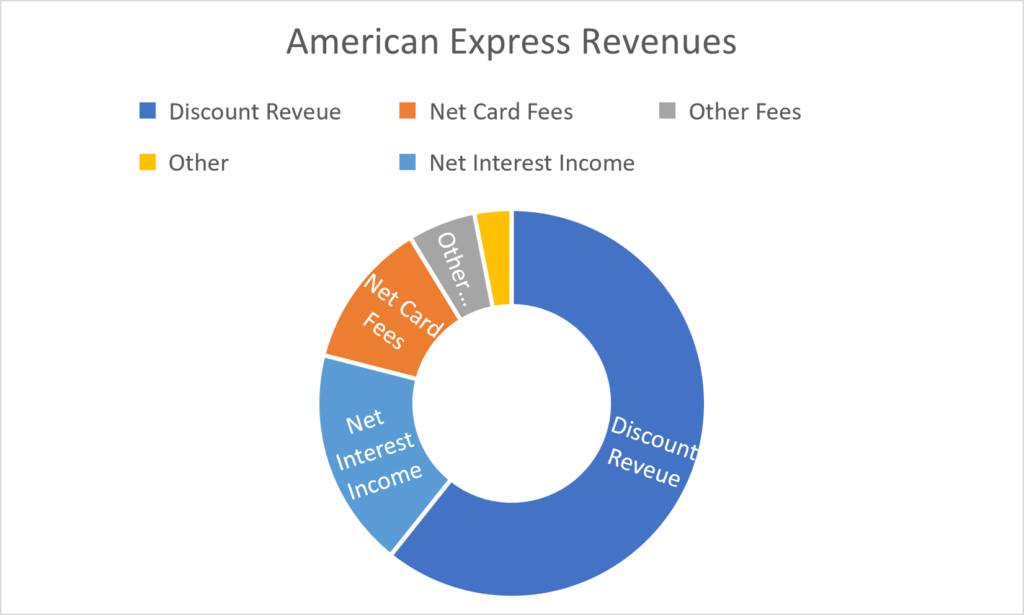 American Express Revenues
Discount Reveue
Net Card Fees
Other Fees
Other
Net Interest Income
Other...
Net Card
Fees
Net
Interest
Income
Discount
Reveue